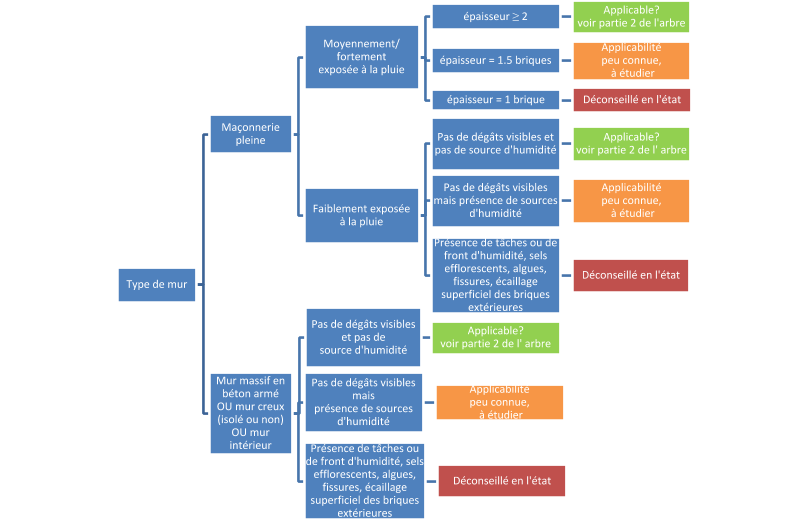 Type de mur
Maçonnerie
pleine
Moyennement/
fortement
exposée à la pluie
épaisseur ≥ 2
Applicable?
voir partie 2 de l'arbre
épaisseur = 1.5 briques
Applicabilité
peu connue,
à étudier
épaisseur = 1 brique
Déconseillé en l'état
Faiblement exposée
à la pluie
Pas de dégâts visibles et
pas de source d'humidité
Applicable?
voir partie 2 de l' arbre
Pas de dégâts visibles
mais présence de sources
d'humidité
Applicabilité
peu connue,
à étudier
Présence de tâches ou de
front d'humidité, sels
efflorescents, algues,
fissures, écaillage
superficiel des briques
extérieures
Déconseillé en l'état
Mur massif en
béton armé
OU mur creux
(isolé ou non)
OU mur
intérieur
Pas de dégâts visibles
et pas de
source d'humidité
Applicable?
voir partie 2 de l' arbre
Pas de dégâts visibles
mais
présence de sources
d'humidité
Applicabilité
peu connue,
à étudier
Présence de tâches ou
de front d'humidité, sels
efflorescents, algues,
fissures, écaillage
superficiel des briques
extérieures
Déconseillé en l'état